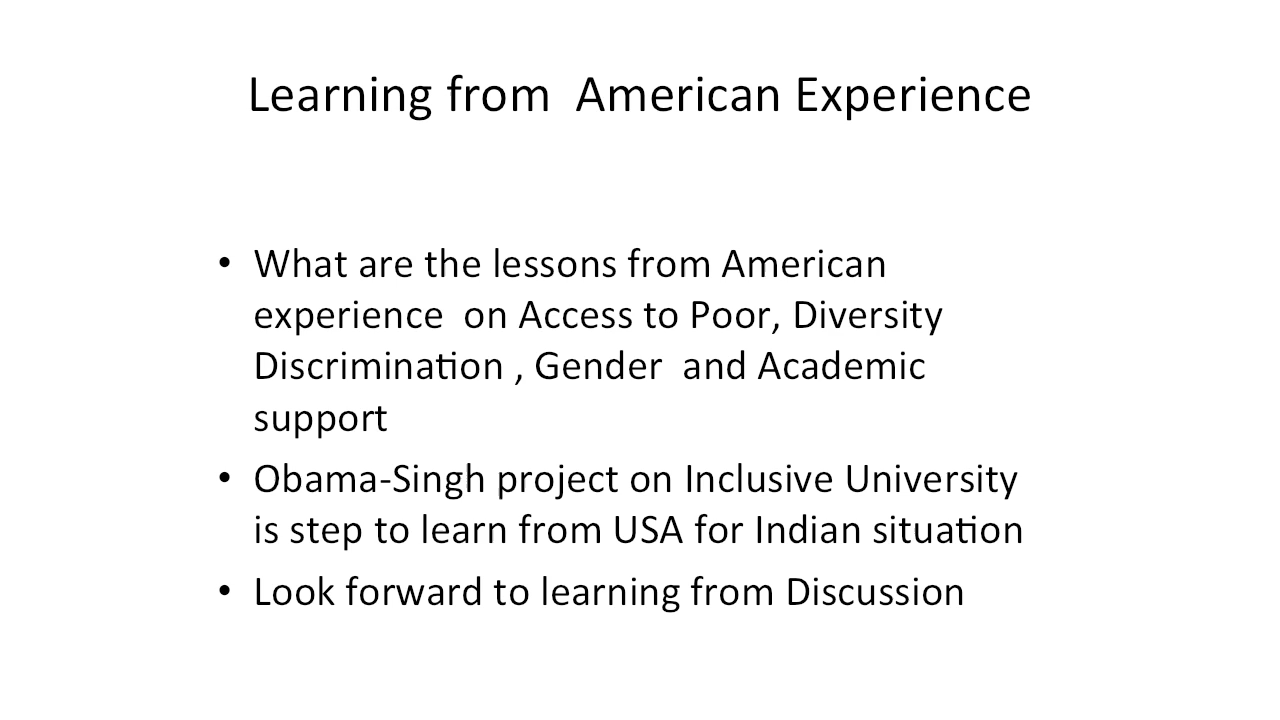 Learning from  American Experience
• What are the lessons from American
experience  on Access to Poor, Diversity
Discrimination , Gender  and Academic
support
• Obama-Singh project on Inclusive University
is step to learn from USA for Indian situation
• Look forward to learning from Discussion